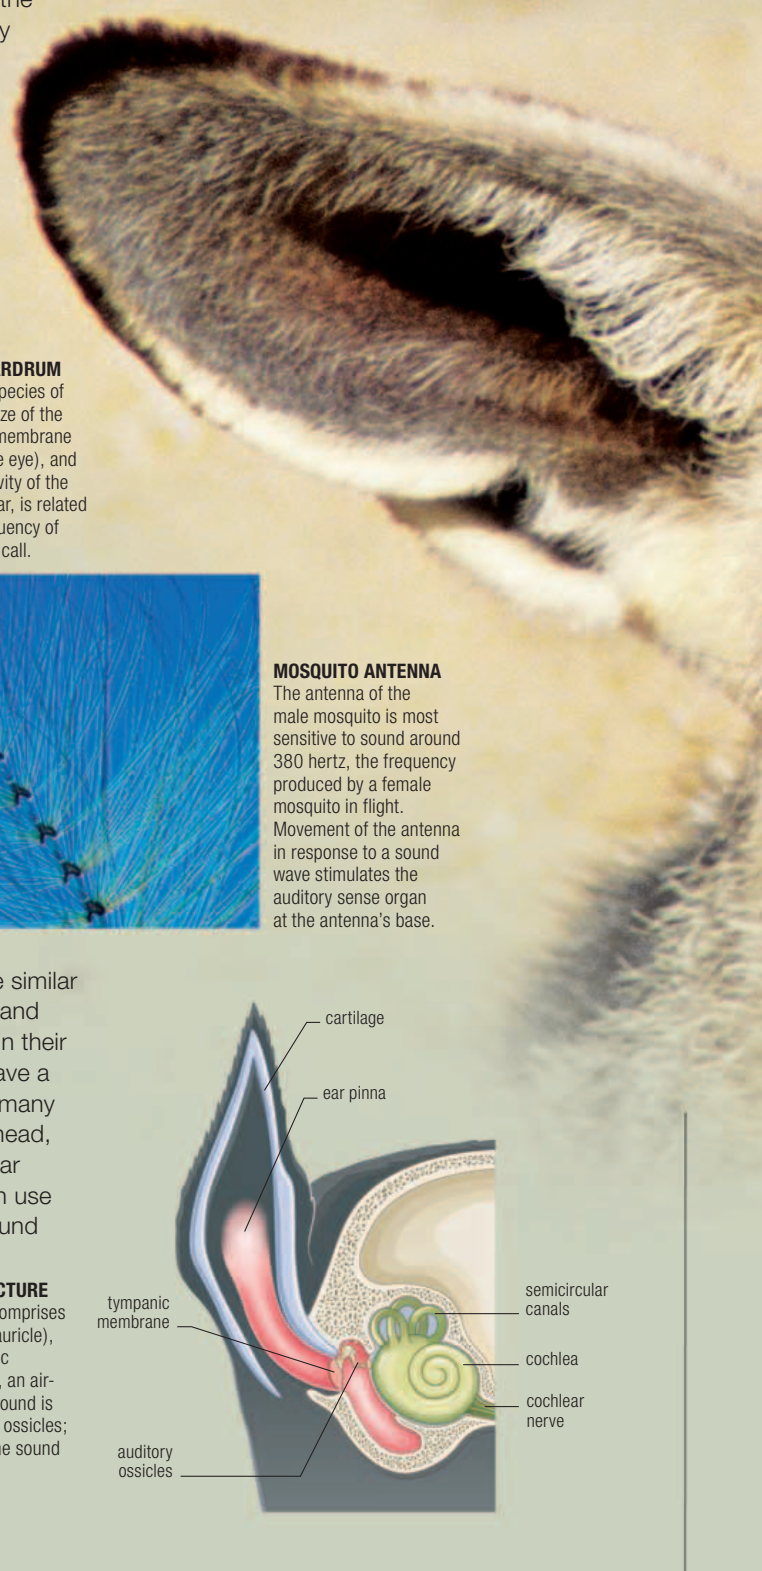 the
y
ARDRUM
pecies of
ze of the
membrane
e eye), and
vity of the
ar, is related
uency of
call.
MOSQUITO ANTENNA
The antenna of the
male mosquito is most
sensitive to sound around
380 hertz, the frequency
produced by a female
mosquito in flight.
Movement of the antenna
in response to a sound
wave stimulates the
auditory sense organ
at the antenna's base.
e similar
and
n their
ave a
many
head,
ar
n use
und
CTURE
omprises
auricle),
c
, an air-
ound is
ossicles;
he sound
cartilage
ear pinna
tympanic
membrane
auditory
ossicles
semicircular
canals
cochlea
cochlear
nerve